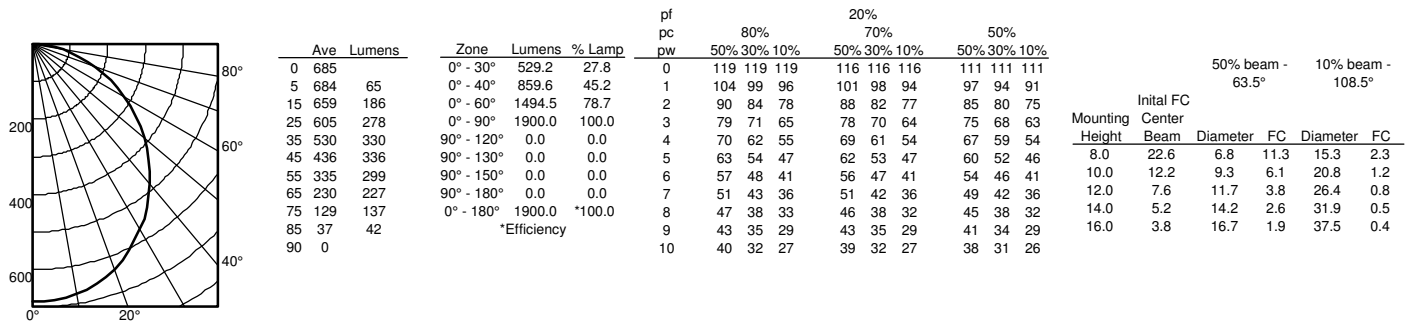 200
400
600
0°
20°
40°
60°
80°
Ave Lumens
0 685
5 684 65
15 659 186
25 605 278
35 530 330
45 436 336
55 335 299
65 230 227
75 129 137
85 37 42
90 0
Zone Lumens % Lamp
0° - 30° 529.2 27.8
0° - 40° 859.6 45.2
0° - 60° 1494.5 78.7
0° - 90° 1900.0 100.0
90° - 120° 0.0 0.0
90° - 130° 0.0 0.0
90° - 150° 0.0 0.0
90° - 180° 0.0 0.0
0° - 180° 1900.0 *100.0
*Efficiency
pf 20%
pc 80% 70% 50%
pw 50% 30% 10% 50% 30% 10% 50% 30% 10%
0 119 119 119 116 116 116 111 111 111
1 104 99 96 101 98 94 97 94 91
2 90 84 78 88 82 77 85 80 75
3 79 71 65 78 70 64 75 68 63
4 70 62 55 69 61 54 67 59 54
5 63 54 47 62 53 47 60 52 46
6 57 48 41 56 47 41 54 46 41
7 51 43 36 51 42 36 49 42 36
8 47 38 33 46 38 32 45 38 32
9 43 35 29 43 35 29 41 34 29
10 40 32 27 39 32 27 38 31 26
50% beam - 10% beam -
63.5° 108.5°
Inital FC
Mounting Center
Height Beam Diameter FC Diameter FC
8.0 22.6 6.8 11.3 15.3 2.3
10.0 12.2 9.3 6.1 20.8 1.2
12.0 7.6 11.7 3.8 26.4 0.8
14.0 5.2 14.2 2.6 31.9 0.5
16.0 3.8 16.7 1.9 37.5 0.4